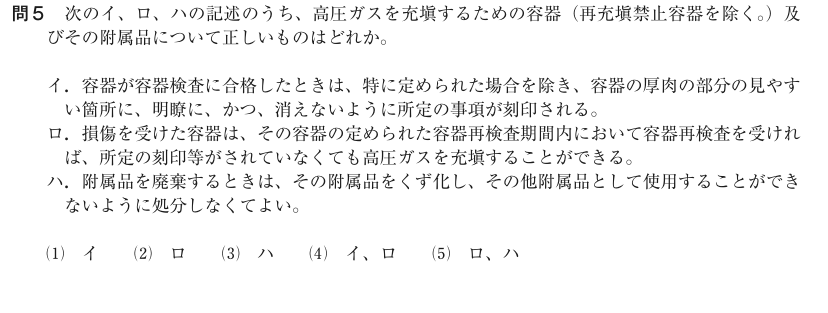 問5 次のイ、ロ、ハの記述のうち、高圧ガスを充塡するための容器（再充塡禁止容器を除く。）及
びその附属品について正しいものはどれか。
イ．容器が容器検査に合格したときは、特に定められた場合を除き、容器の厚肉の部分の見やす
い箇所に、明瞭に、かつ、消えないように所定の事項が刻印される。
ロ．損傷を受けた容器は、その容器の定められた容器再検査期間内において容器再検査を受けれ
ば、所定の刻印等がされていなくても高圧ガスを充塡することができる。
ハ．附属品を廃棄するときは、その附属品をくず化し、その他附属品として使用することができ
ないように処分しなくてよい。
(1) イ (2) ロ (3) ハ (4) イ、ロ (5) ロ、ハ